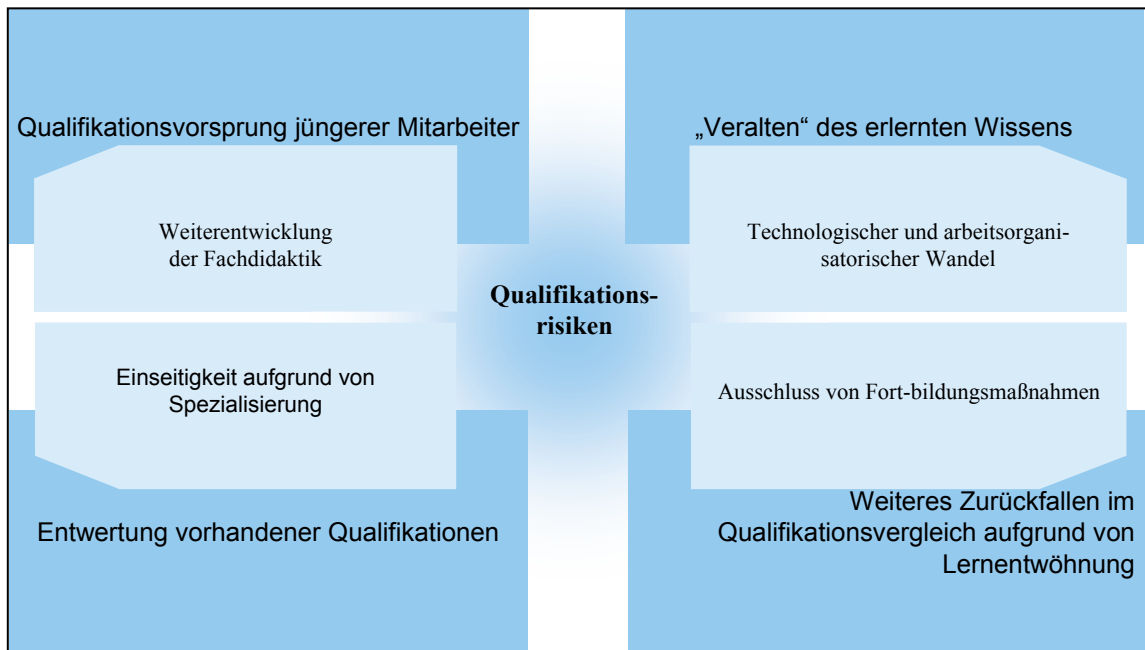 Qualifikationsvorsprung jüngerer Mitarbeiter
„Veralten“ des erlernten Wissens
Weiterentwicklung
der Fachdidaktik
Technologischer und arbeitsorgani-
satorischer Wandel
Qualifikations-
risiken
Einseitigkeit aufgrund von
Spezialisierung
Ausschluss von Fort-bildungsmaßnahmen
Entwertung vorhandener Qualifikationen
Weiteres Zurückfallen im
Qualifikationsvergleich aufgrund von
Lernentwöhnung